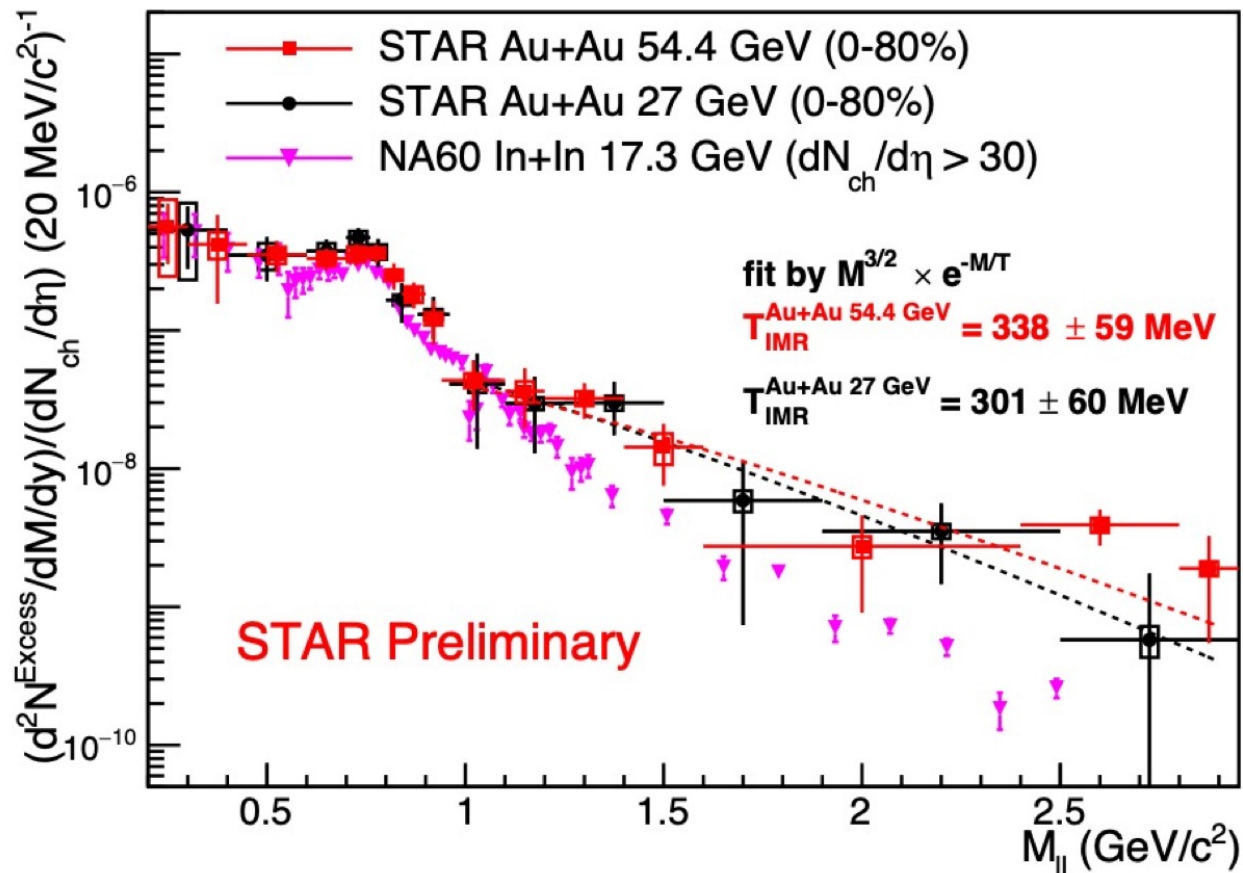 (d²N^Excess/dM/dy)/(dN_ch/dη) (20 MeV/c²)⁻¹
STAR Au+Au 54.4 GeV (0-80%)
STAR Au+Au 27 GeV (0-80%)
NA60 In+In 17.3 GeV (dN_ch/dη > 30)
10⁻⁶
fit by M^3/2 × e^-M/T
T_IMR^Au+Au 54.4 GeV = 338 ± 59 MeV
T_IMR^Au+Au 27 GeV = 301 ± 60 MeV
10⁻⁸
STAR Preliminary
10⁻¹⁰
0.5 1 1.5 2 2.5
M_ll (GeV/c²)